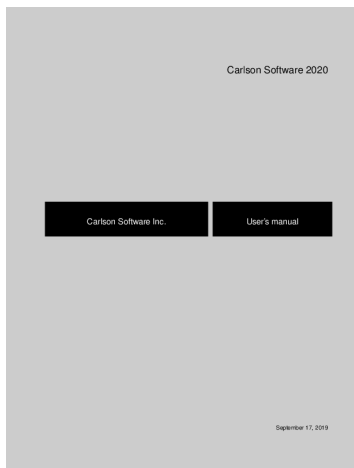 Carlson Software 2020
Carlson Software Inc. User's manual
September 17, 2019